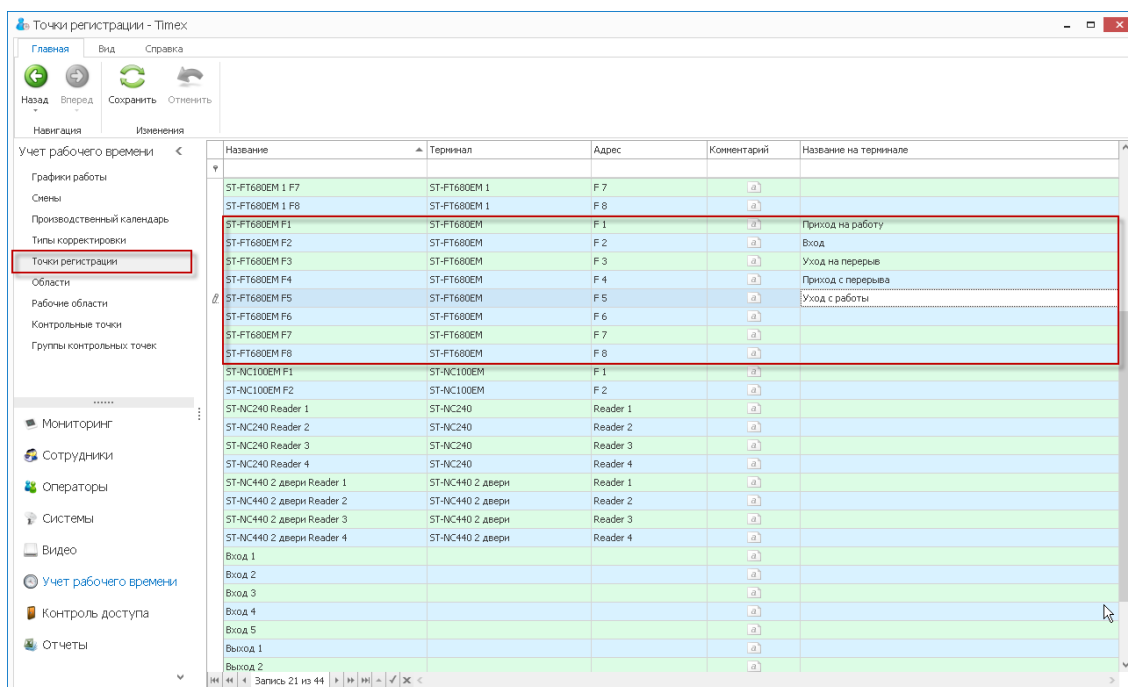 Точки регистрации - Timex
Главная Вид Справка
Назад Вперед Сохранить Отменить
Навигация Изменения
Учет рабочего времени
Графики работы
Смены
Производственный календарь
Типы корректировки
Точки регистрации
Области
Рабочие области
Контрольные точки
Группы контрольных точек
Мониторинг
Сотрудники
Операторы
Системы
Видео
Учет рабочего времени
Контроль доступа
Отчеты
Название Терминал Адрес Комментарий Название на терминале
ST-FT680EM 1 F7 ST-FT680EM 1 F 7 a
ST-FT680EM 1 F8 ST-FT680EM 1 F 8 a
ST-FT680EM F1 ST-FT680EM F 1 a Приход на работу
ST-FT680EM F2 ST-FT680EM F 2 a Вход
ST-FT680EM F3 ST-FT680EM F 3 a Уход на перерыв
ST-FT680EM F4 ST-FT680EM F 4 a Приход с перерыва
ST-FT680EM F5 ST-FT680EM F 5 a Уход с работы
ST-FT680EM F6 ST-FT680EM F 6 a
ST-FT680EM F7 ST-FT680EM F 7 a
ST-FT680EM F8 ST-FT680EM F 8 a
ST-NC100EM F1 ST-NC100EM F 1 a
ST-NC100EM F2 ST-NC100EM F 2 a
ST-NC240 Reader 1 ST-NC240 Reader 1 a
ST-NC240 Reader 2 ST-NC240 Reader 2 a
ST-NC240 Reader 3 ST-NC240 Reader 3 a
ST-NC240 Reader 4 ST-NC240 Reader 4 a
ST-NC440 2 двери Reader 1 ST-NC440 2 двери Reader 1 a
ST-NC440 2 двери Reader 2 ST-NC440 2 двери Reader 2 a
ST-NC440 2 двери Reader 3 ST-NC440 2 двери Reader 3 a
ST-NC440 2 двери Reader 4 ST-NC440 2 двери Reader 4 a
Вход 1 a
Вход 2 a
Вход 3 a
Вход 4 a
Вход 5 a
Выход 1 a
Выход 2 a
Запись 21 из 44